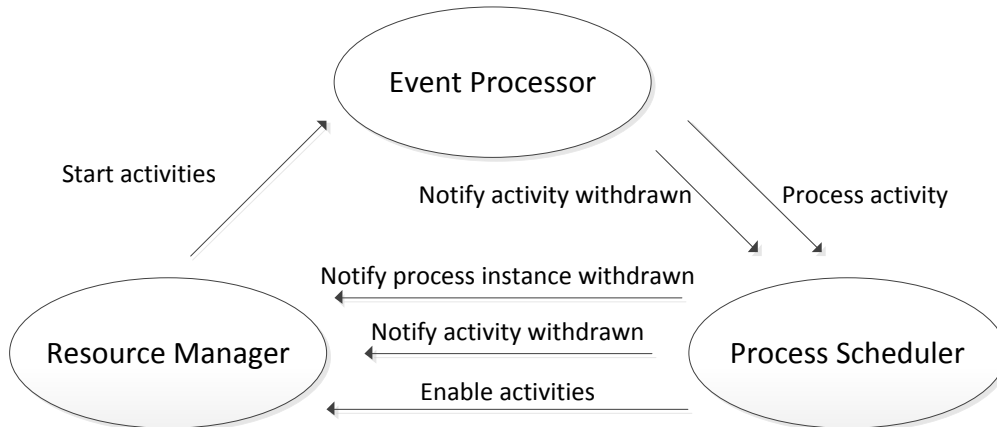 Event Processor
Start activities
Notify activity withdrawn
Process activity
Notify process instance withdrawn
Resource Manager
Notify activity withdrawn
Process Scheduler
Enable activities